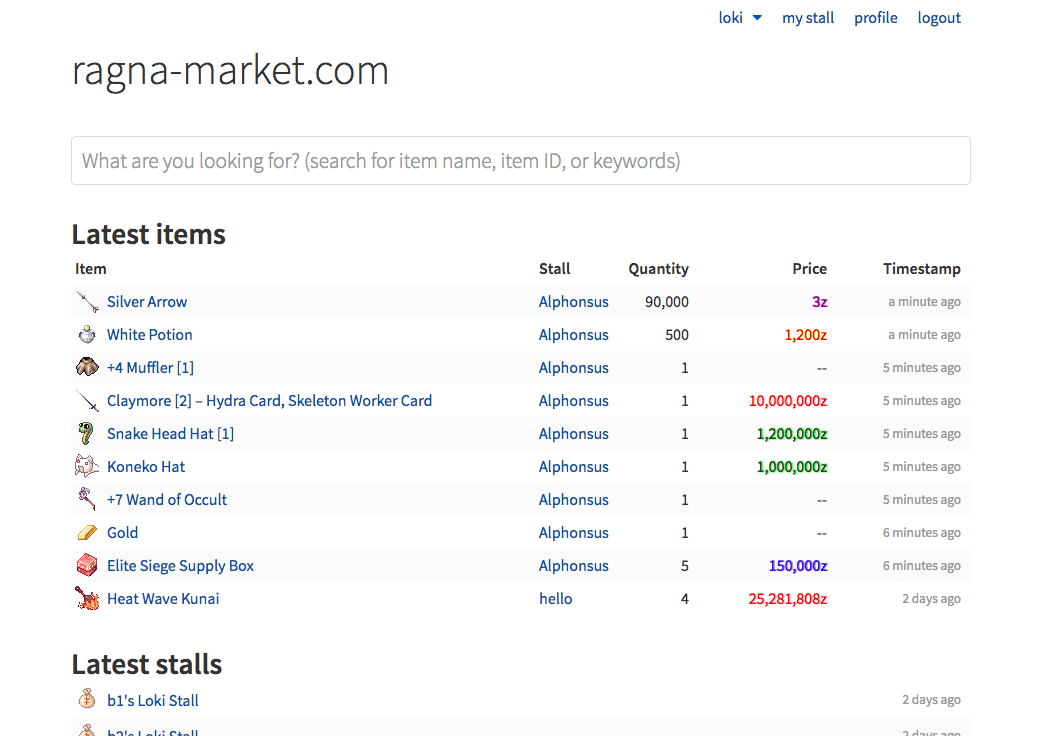 loki my stall profile logout
ragna-market.com
What are you looking for? (search for item name, item ID, or keywords)
Latest items
Item Stall Quantity Price Timestamp
Silver Arrow Alphonsus 90,000 3z a minute ago
White Potion Alphonsus 500 1,200z a minute ago
+4 Muffler [1] Alphonsus 1 -- 5 minutes ago
Claymore [2] – Hydra Card, Skeleton Worker Card Alphonsus 1 10,000,000z 5 minutes ago
Snake Head Hat [1] Alphonsus 1 1,200,000z 5 minutes ago
Koneko Hat Alphonsus 1 1,000,000z 5 minutes ago
+7 Wand of Occult Alphonsus 1 -- 5 minutes ago
Gold Alphonsus 1 -- 6 minutes ago
Elite Siege Supply Box Alphonsus 5 150,000z 6 minutes ago
Heat Wave Kunai hello 4 25,281,808z 2 days ago
Latest stalls
b1's Loki Stall 2 days ago
b2's Loki Stall 2 days ago